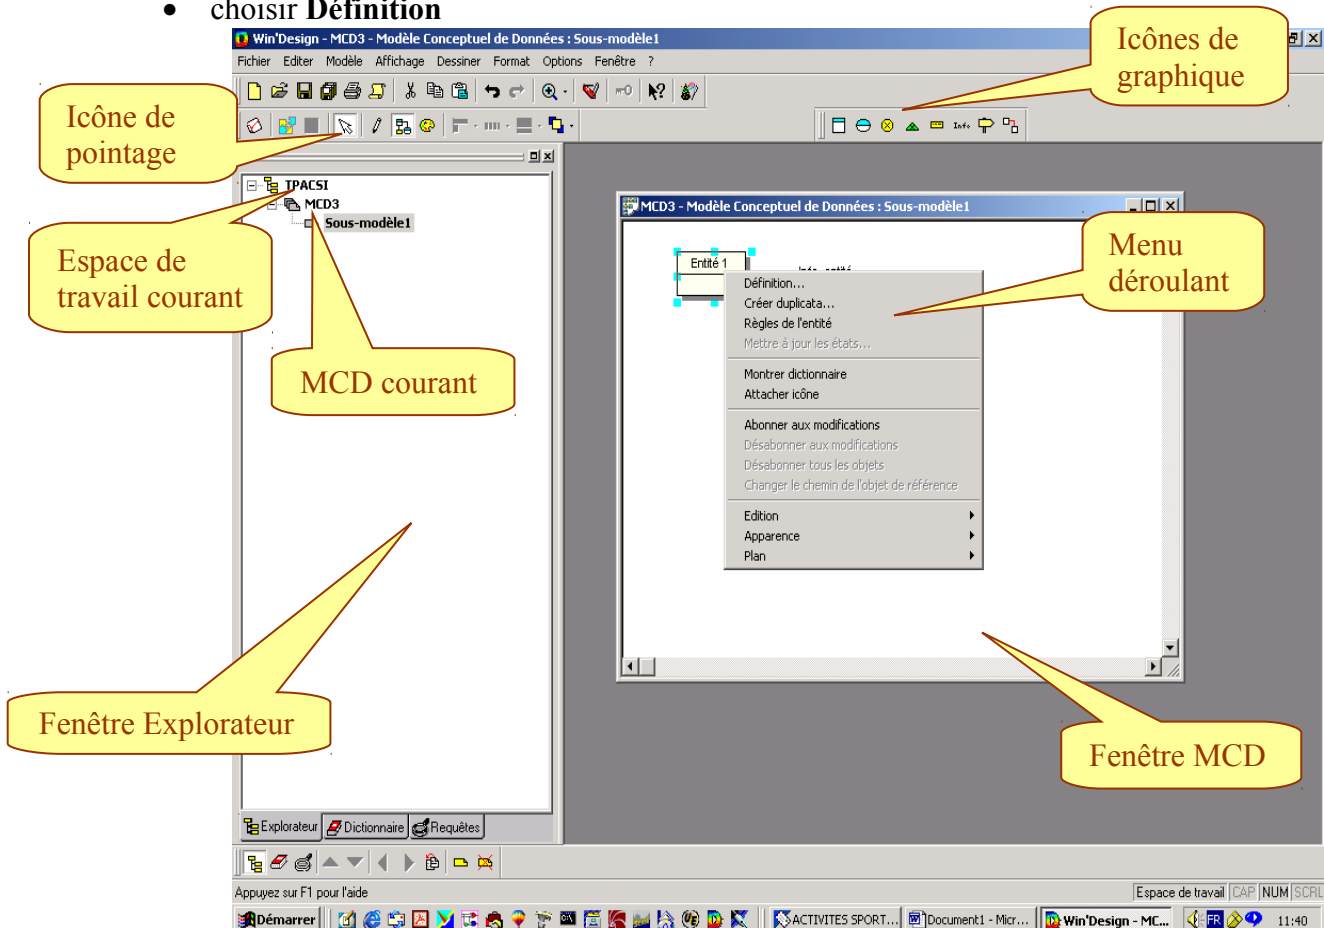 • choisir Définition
Win'Design - MCD3 - Modèle Conceptuel de Données : Sous-modèle1
Fichier Editer Modèle Affichage Dessiner Format Options Fenêtre ?
Icônes de
graphique
Icône de
pointage
Info
TPACSI
MCD3
Sous-modèle1
Espace de
travail courant
MCD courant
MCD3 - Modèle Conceptuel de Données : Sous-modèle1
Entité 1
Menu
déroulant
Définition...
Créer duplicata...
Règles de l'entité
Mettre à jour les états...
Montrer dictionnaire
Attacher icône
Abonner aux modifications
Désabonner aux modifications
Désabonner tous les objets
Changer le chemin de l'objet de référence
Edition
Apparence
Plan
Fenêtre Explorateur
Fenêtre MCD
Explorateur Dictionnaire Requêtes
Appuyez sur F1 pour l'aide
Espace de travail CAP NUM SCRL
Démarrer ACTIVITES SPORT... Document1 - Micr... Win'Design - MC... FR 11:40